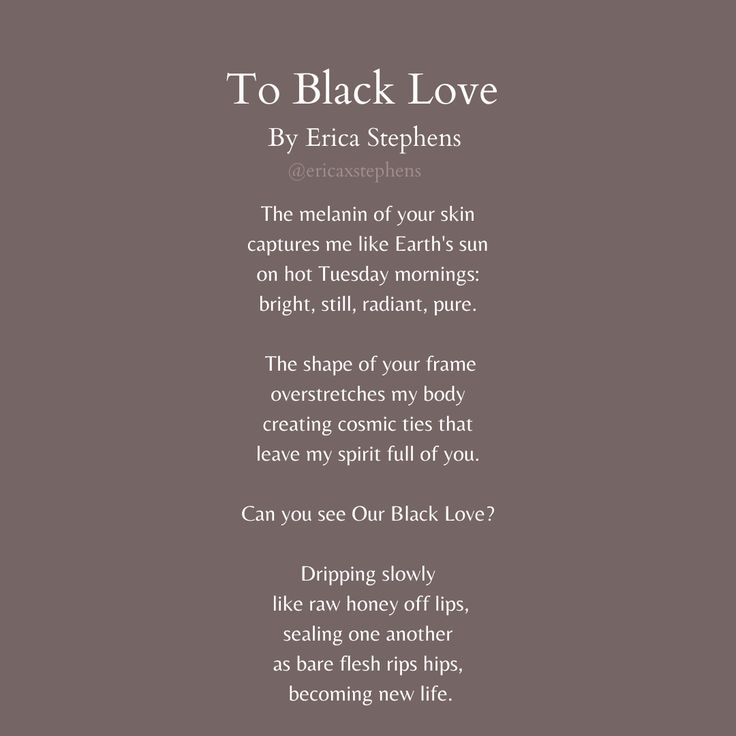 To Black Love
By Erica Stephens
@ericaxstephens
The melanin of your skin
captures me like Earth's sun
on hot Tuesday mornings:
bright, still, radiant, pure.
The shape of your frame
overstretches my body
creating cosmic ties that
leave my spirit full of you.
Can you see Our Black Love?
Dripping slowly
like raw honey off lips,
sealing one another
as bare flesh rips hips,
becoming new life.